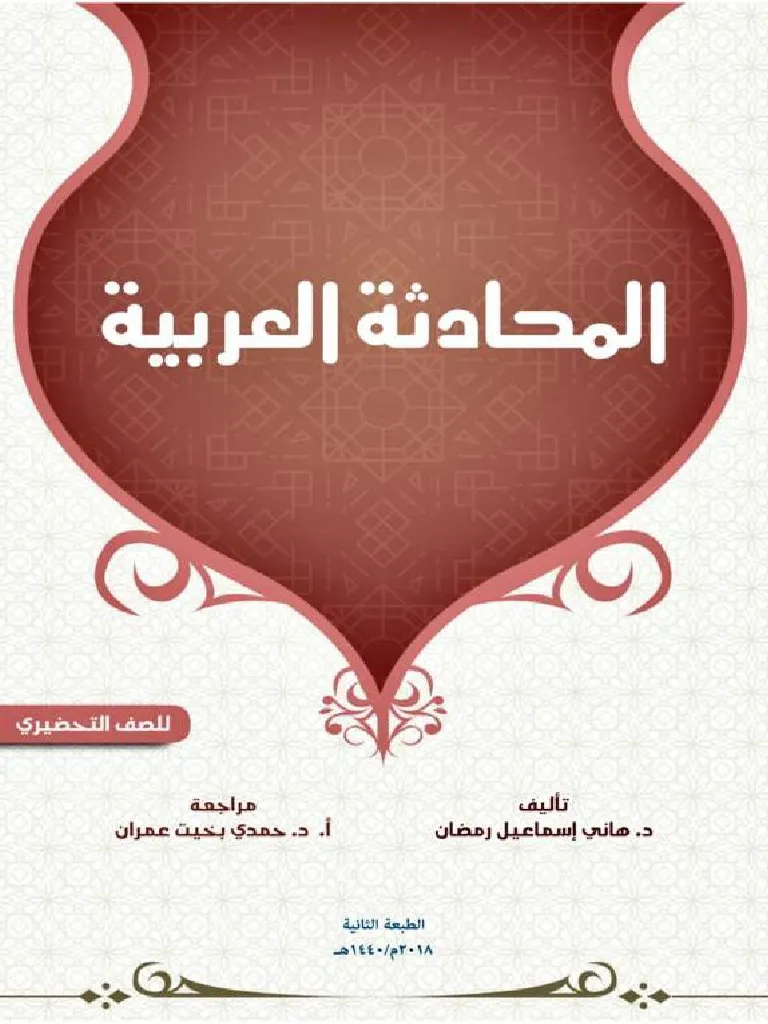 المحادثة العربية
للصف التحضيري
تأليف
د. هاني إسماعيل رمضان
مراجعة
أ. د. حمدي بخيت عمران
الطبعة الثانية
٢٠١٨م/١٤٤٠هـ